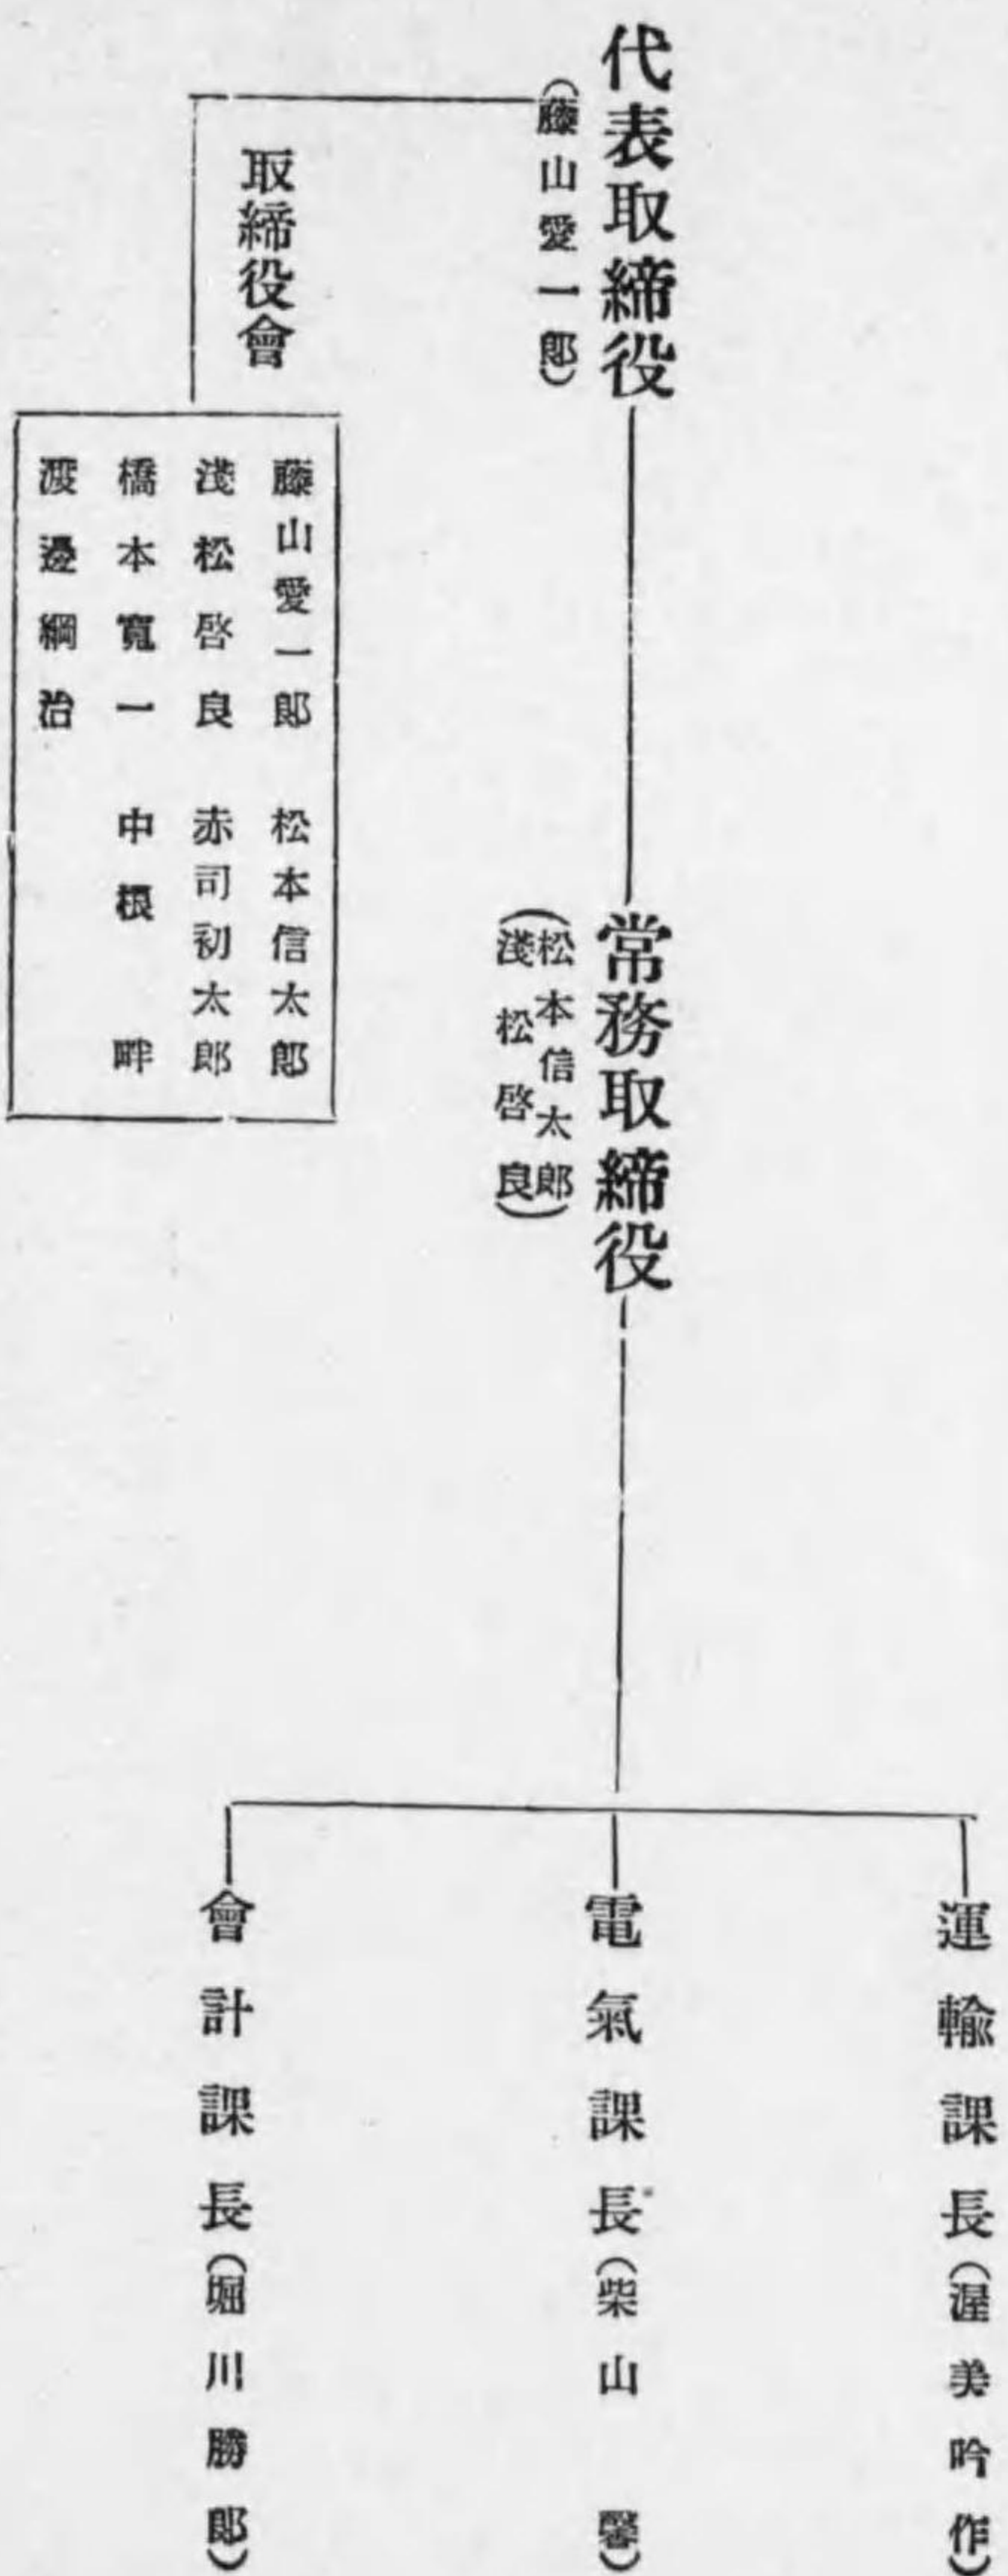 代表取締役
(藤山愛一郎)
常務取締役
(松本信太郎
淺松啓良)
取締役會
藤山愛一郎 松本信太郎
淺松啓良 赤司初太郎
橋本寬一 中根 畔
渡邊綱治
運輸課長(渥美吟作)
電氣課長(柴山 馨)
會計課長(堀川勝郎)